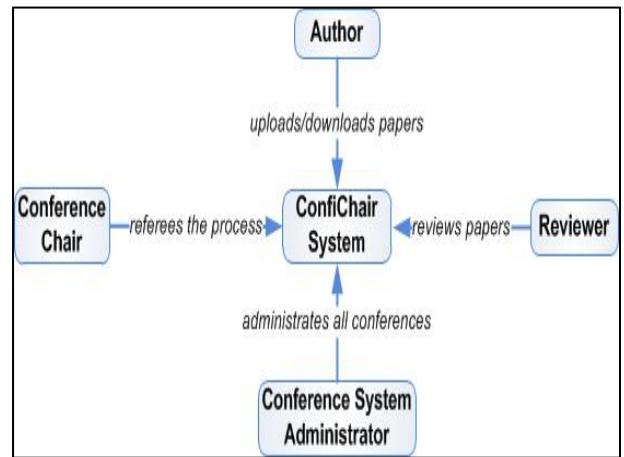 Author
uploads/downloads papers
Conference
Chair
referees the process
ConfiChair
System
reviews papers
Reviewer
administrates all conferences
Conference System
Administrator